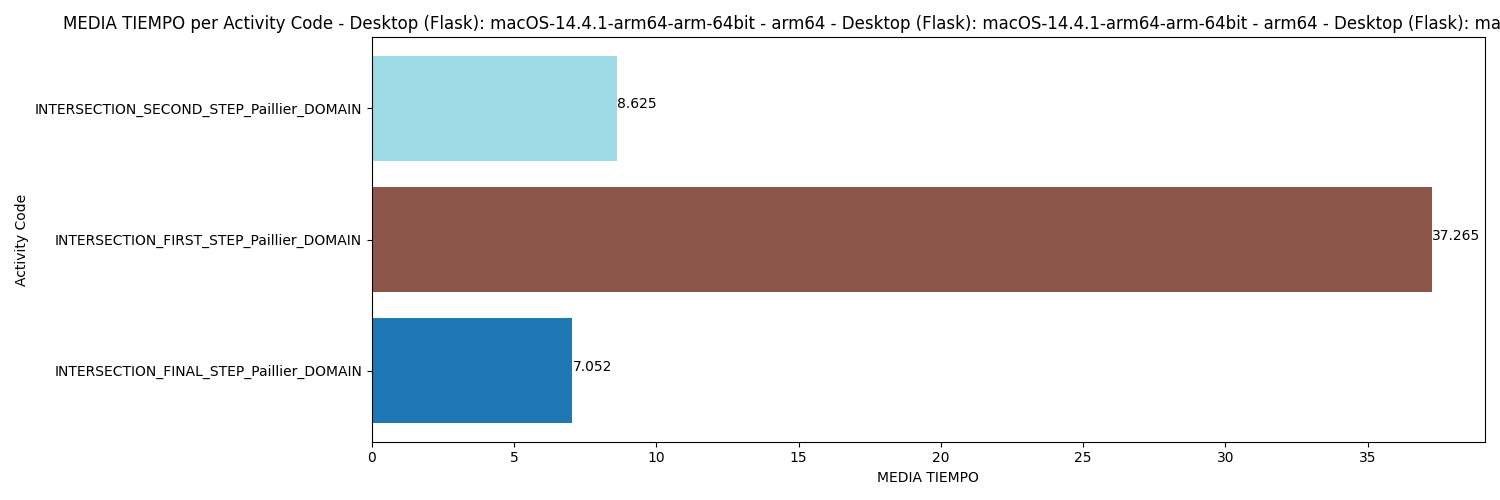 MEDIA TIEMPO per Activity Code - Desktop (Flask): macOS-14.4.1-arm64-arm-64bit - arm64 - Desktop (Flask): macOS-14.4.1-arm64-arm-64bit - arm64 - Desktop (Flask): ma
INTERSECTION_SECOND_STEP_Paillier_DOMAIN
8.625
INTERSECTION_FIRST_STEP_Paillier_DOMAIN
37.265
INTERSECTION_FINAL_STEP_Paillier_DOMAIN
7.052
Activity Code
0 5 10 15 20 25 30 35
MEDIA TIEMPO